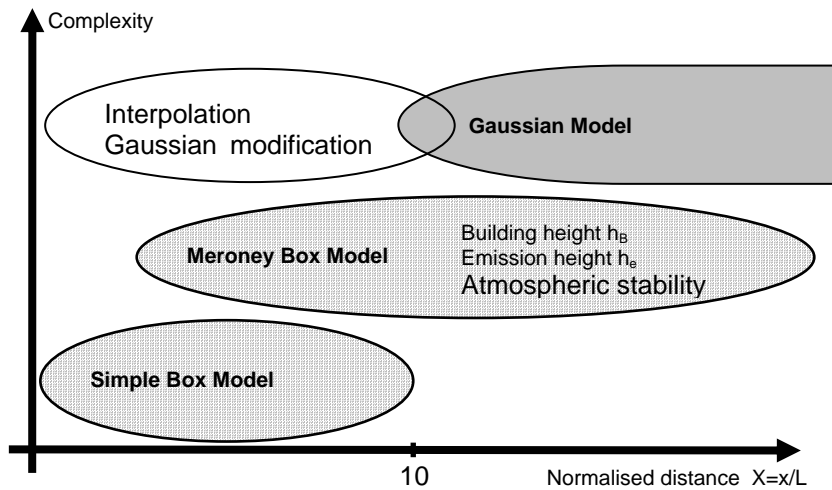 Complexity
Interpolation
Gaussian modification
Gaussian Model
Meroney Box Model
Building height hB
Emission height he
Atmospheric stability
Simple Box Model
10
Normalised distance X=x/L